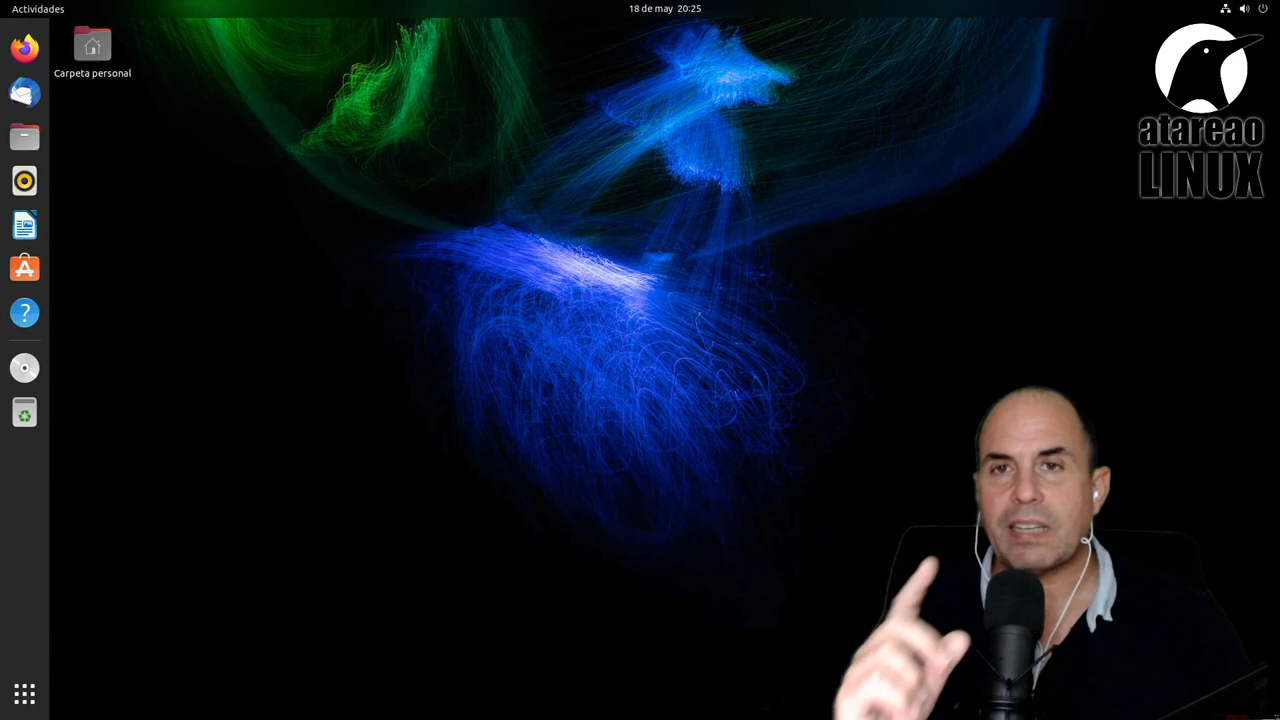 Actividades
18 de may 20:25
Carpeta personal
atareao
LINUX